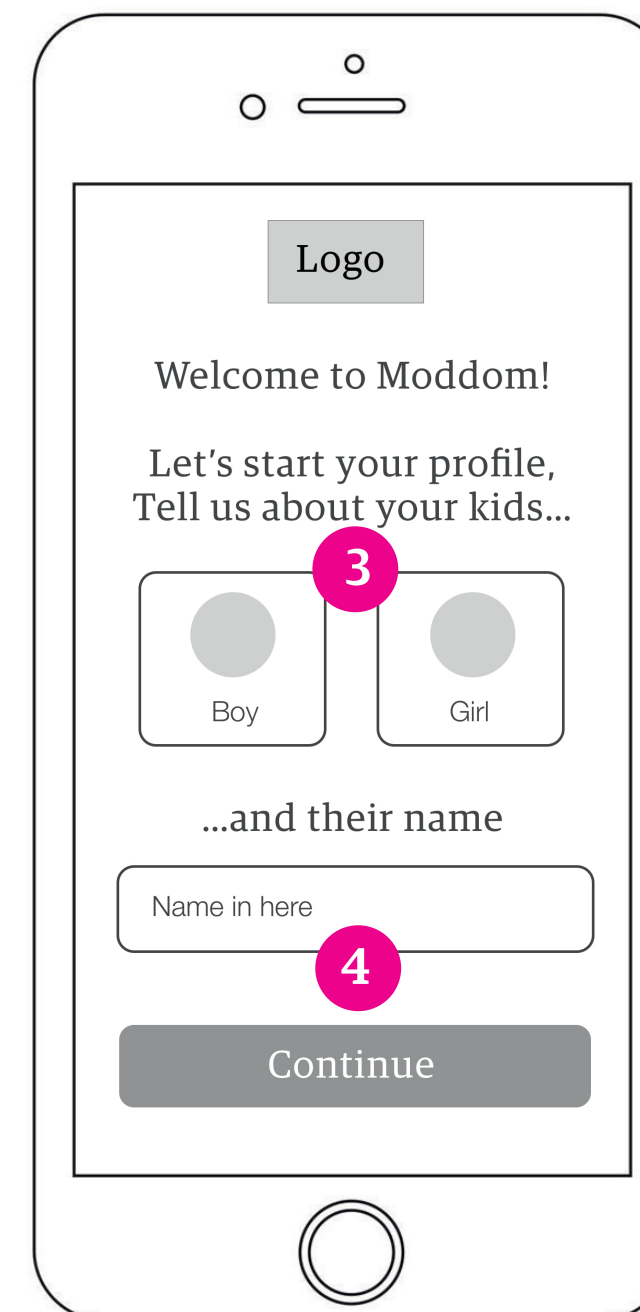 Logo
Welcome to Moddom!
Let’s start your profile,
Tell us about your kids...
3
Boy
Girl
...and their name
Name in here
4
Continue